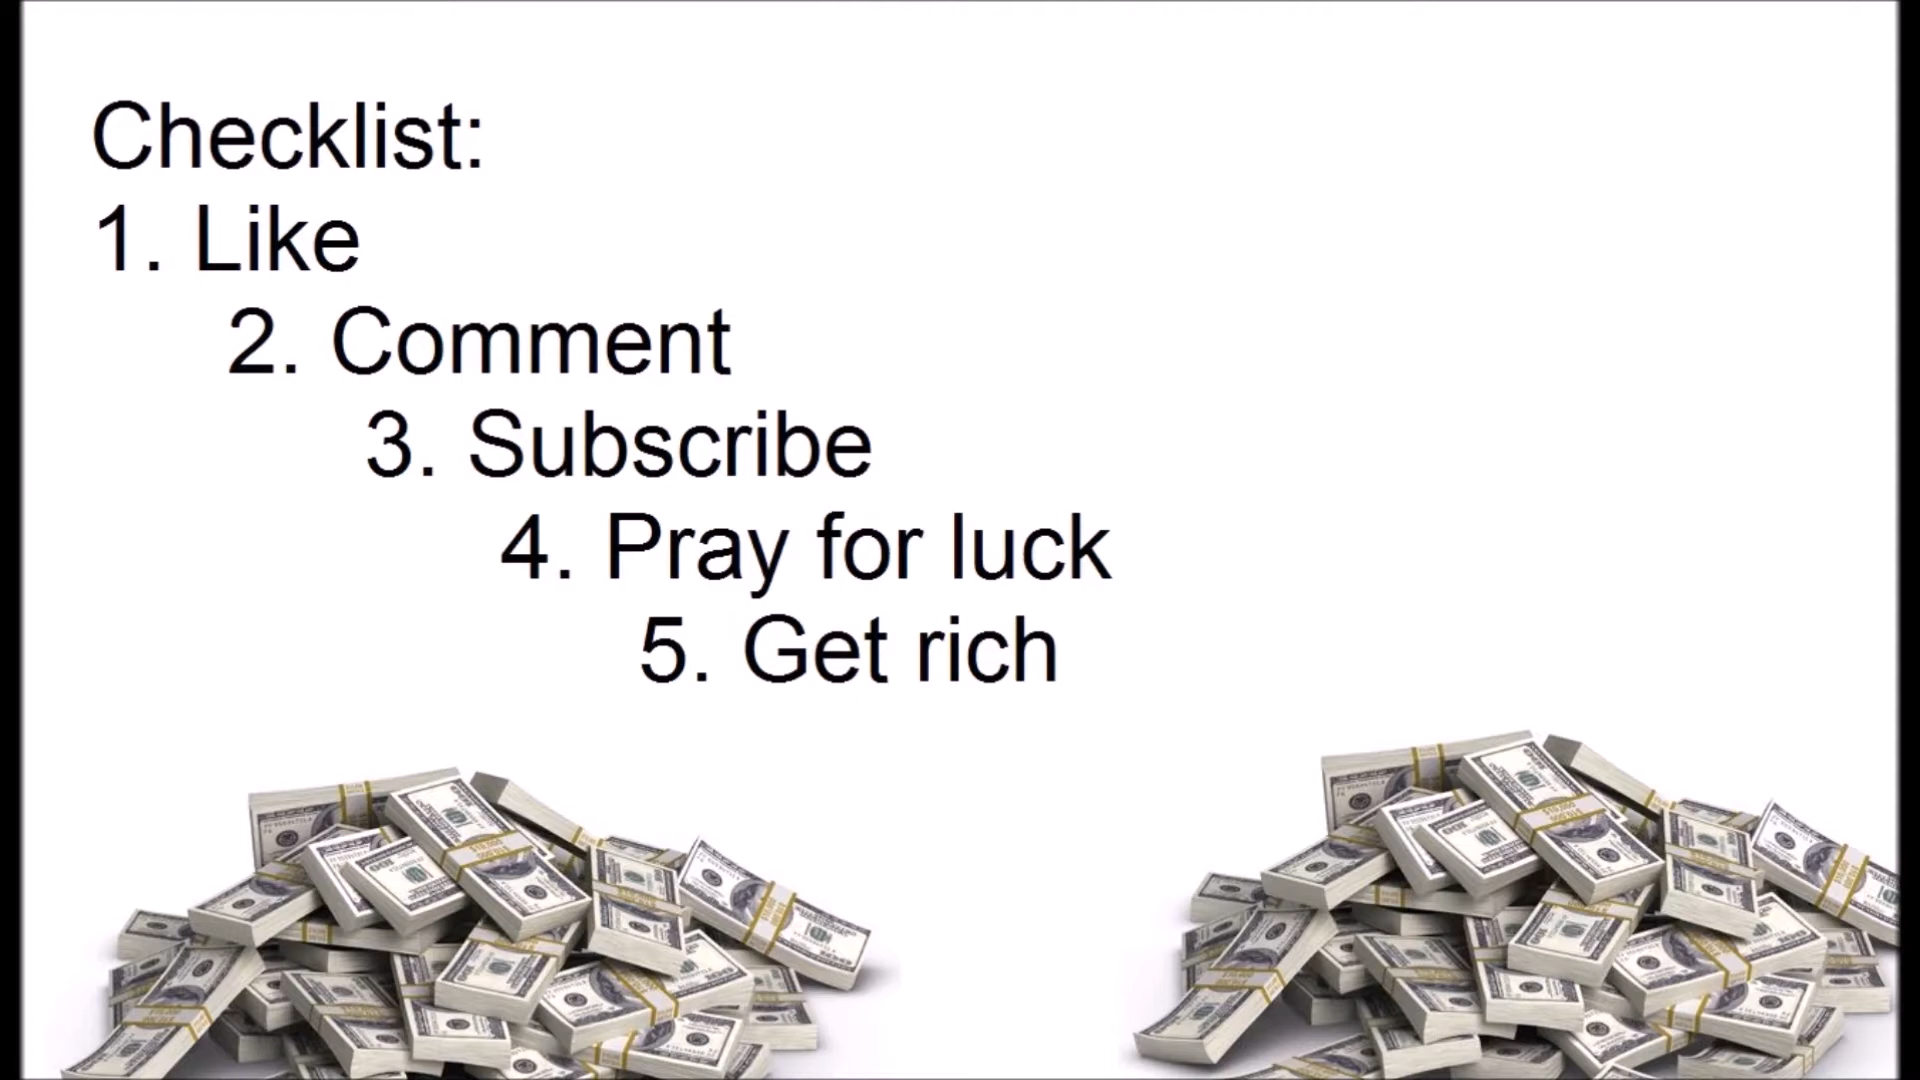 Checklist:
1. Like
2. Comment
3. Subscribe
4. Pray for luck
5. Get rich